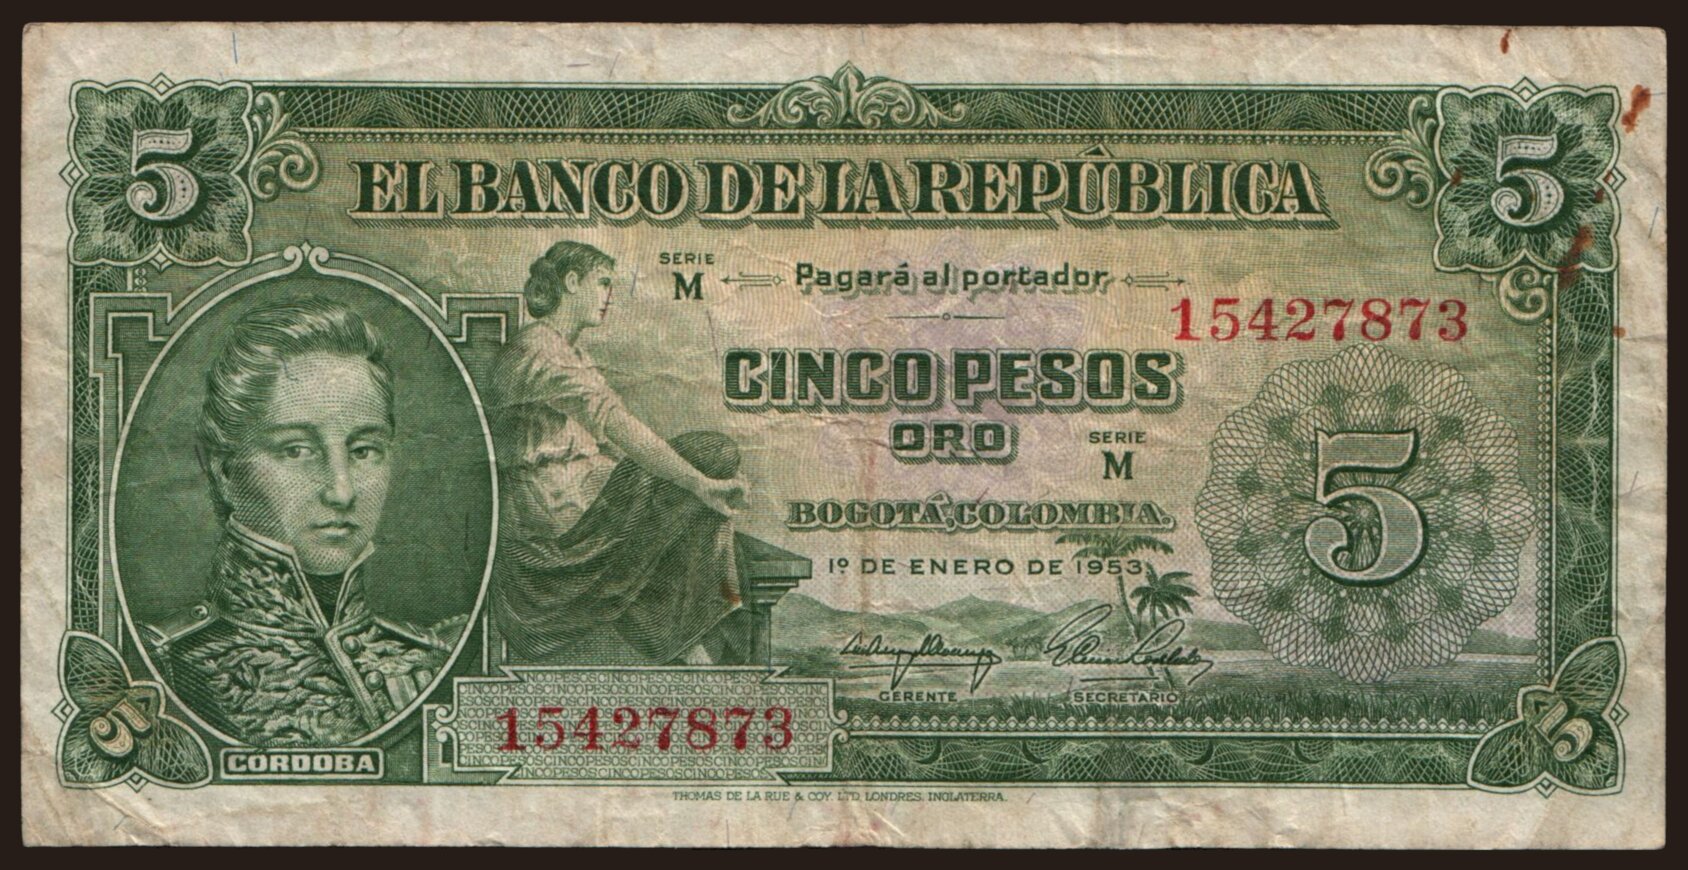 5
5
EL BANCO DE LA REPÚBLICA
SERIE
M
Pagará al portador
15427873
CINCO PESOS
ORO
SERIE
M
5
BOGOTÁ, COLOMBIA.
1º DE ENERO DE 1953
GERENTE
SECRETARIO
15427873
5
5
CÓRDOBA
THOMAS DE LA RUE & COY. LTD, LONDRES, INGLATERRA.